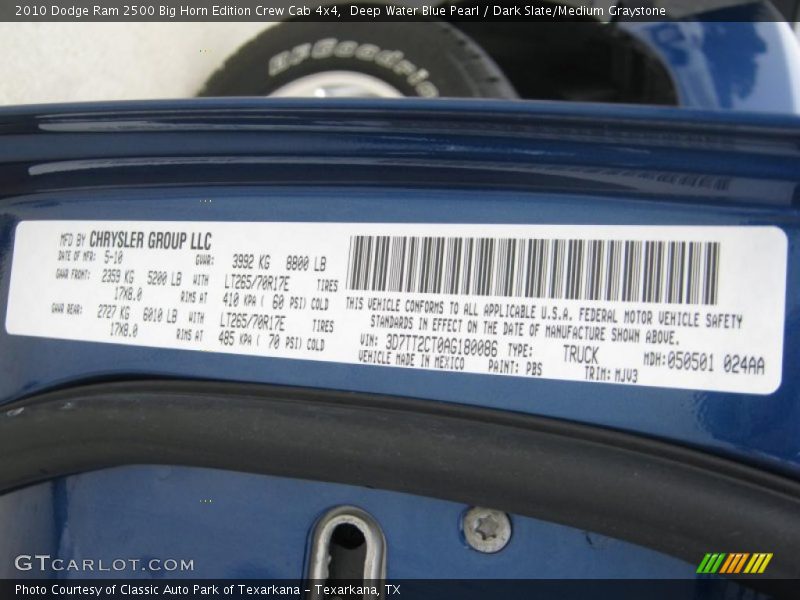 2010 Dodge Ram 2500 Big Horn Edition Crew Cab 4x4, Deep Water Blue Pearl / Dark Slate/Medium Graystone
BFGoodrich
MFD BY CHRYSLER GROUP LLC
DATE OF MFR: 5-10 GVWR: 3992 KG 8800 LB
GAWR FRONT: 2359 KG 5200 LB WITH LT265/70R17E TIRES
17X8.0 RIMS AT 410 KPA ( 60 PSI) COLD
GAWR REAR: 2727 KG 6010 LB WITH LT265/70R17E TIRES
17X8.0 RIMS AT 485 KPA ( 70 PSI) COLD
THIS VEHICLE CONFORMS TO ALL APPLICABLE U.S.A. FEDERAL MOTOR VEHICLE SAFETY
STANDARDS IN EFFECT ON THE DATE OF MANUFACTURE SHOWN ABOVE.
VIN: 3D7TT2CT0AG180086 TYPE: TRUCK MDH:050501 024AA
VEHICLE MADE IN MEXICO PAINT: PBS TRIM: MJV3
GTCARLOT.COM
Photo Courtesy of Classic Auto Park of Texarkana – Texarkana, TX